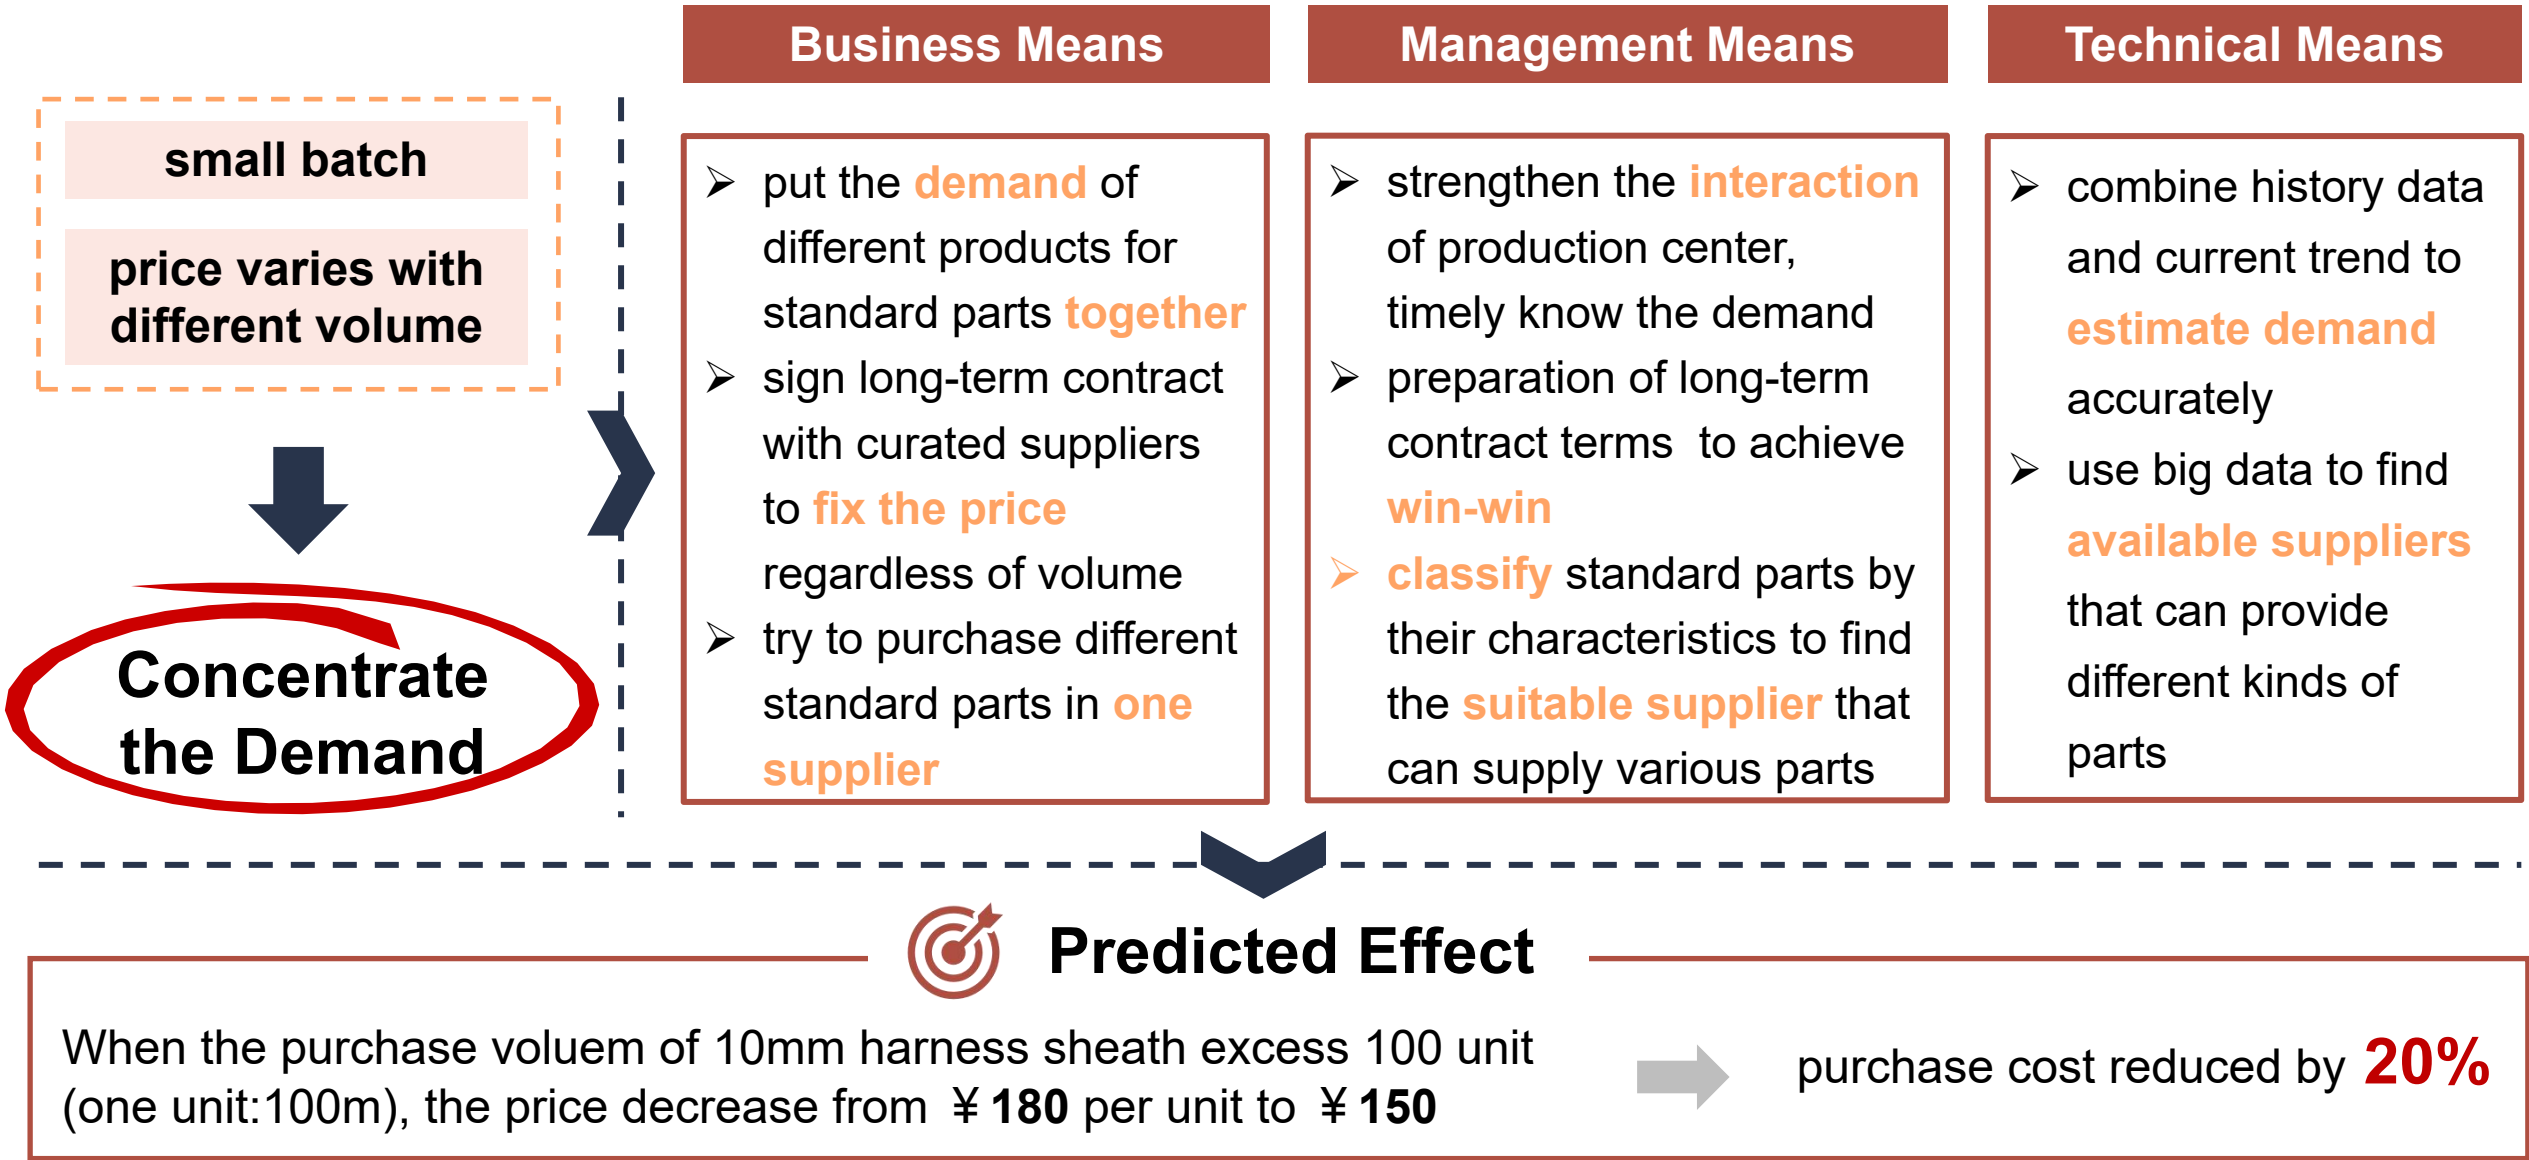 small batch
price varies with
different volume
Concentrate
the Demand
Business Means
put the demand of
different products for
standard parts together
sign long-term contract
with curated suppliers
to fix the price
regardless of volume
try to purchase different
standard parts in one
supplier
Management Means
strengthen the interaction
of production center,
timely know the demand
preparation of long-term
contract terms  to achieve
win-win
classify standard parts by
their characteristics to find
the suitable supplier that
can supply various parts
Technical Means
combine history data
and current trend to
estimate demand
accurately
use big data to find
available suppliers
that can provide
different kinds of
parts
Predicted Effect
When the purchase voluem of 10mm harness sheath excess 100 unit
(one unit:100m), the price decrease from ¥180 per unit to ¥150
purchase cost reduced by 20%